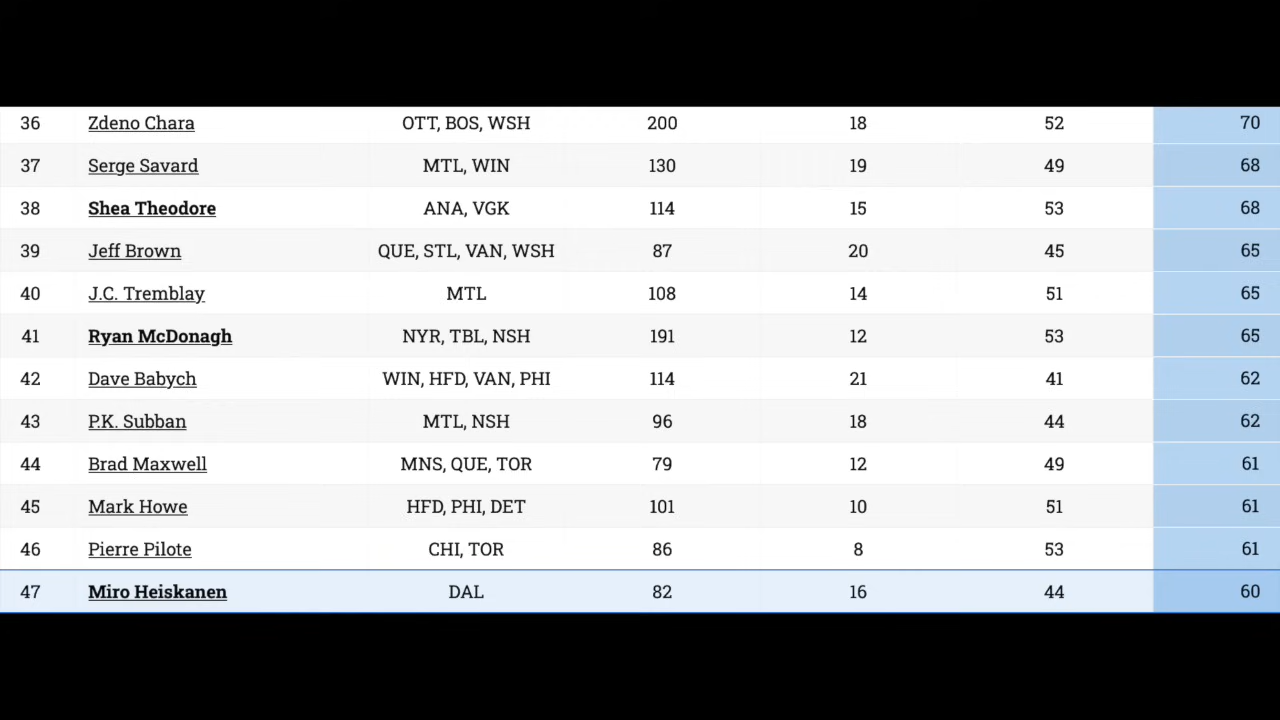 36 Zdeno Chara OTT, BOS, WSH 200 18 52 70
37 Serge Savard MTL, WIN 130 19 49 68
38 Shea Theodore ANA, VGK 114 15 53 68
39 Jeff Brown QUE, STL, VAN, WSH 87 20 45 65
40 J.C. Tremblay MTL 108 14 51 65
41 Ryan McDonagh NYR, TBL, NSH 191 12 53 65
42 Dave Babych WIN, HFD, VAN, PHI 114 21 41 62
43 P.K. Subban MTL, NSH 96 18 44 62
44 Brad Maxwell MNS, QUE, TOR 79 12 49 61
45 Mark Howe HFD, PHI, DET 101 10 51 61
46 Pierre Pilote CHI, TOR 86 8 53 61
47 Miro Heiskanen DAL 82 16 44 60